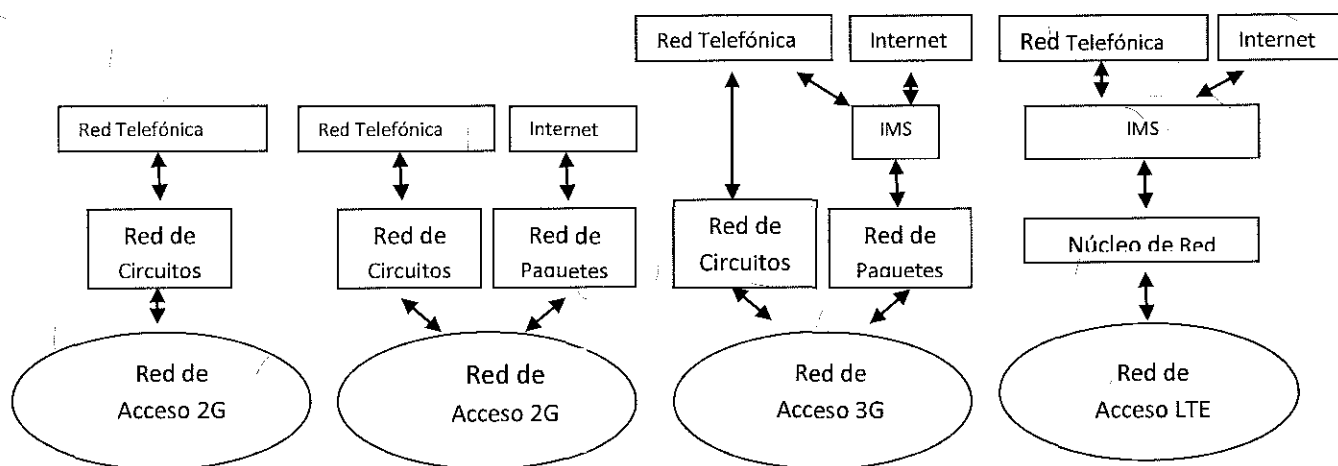 Red Telefónica
Internet
Red Telefónica
Internet
Red Telefónica
Red Telefónica
Internet
IMS
IMS
Red de
Circuitos
Red de
Circuitos
Red de
Paquetes
Red de
Circuitos
Red de
Paquetes
Núcleo de Red
Red de
Acceso 2G
Red de
Acceso 2G
Red de
Acceso 3G
Red de
Acceso LTE